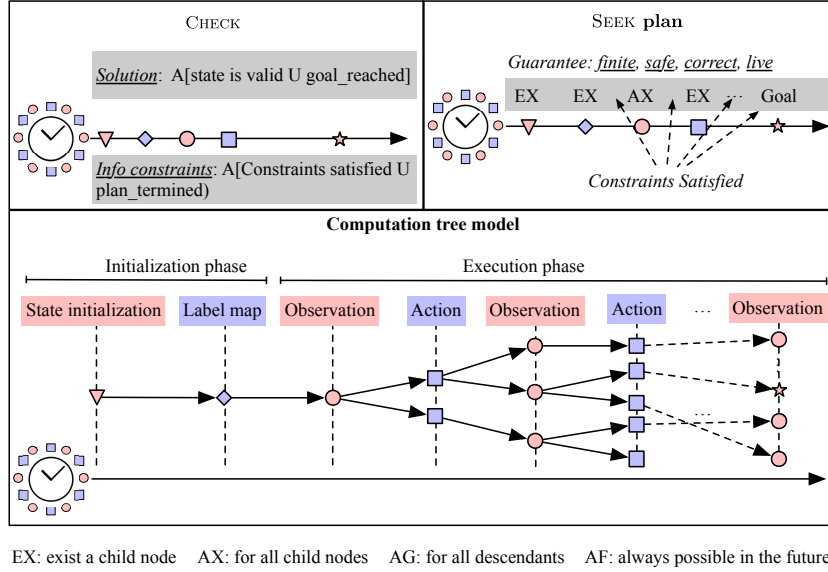 CHECK
Solution: A[state is valid U goal_reached]
Info constraints: A[Constraints satisfied U
plan_termined)
SEEK plan
Guarantee: finite, safe, correct, live
EX EX AX EX ... Goal
Constraints Satisfied
Computation tree model
Initialization phase Execution phase
State initialization Label map Observation Action Observation Action ... Observation
...
EX: exist a child node AX: for all child nodes AG: for all descendants AF: always possible in the future